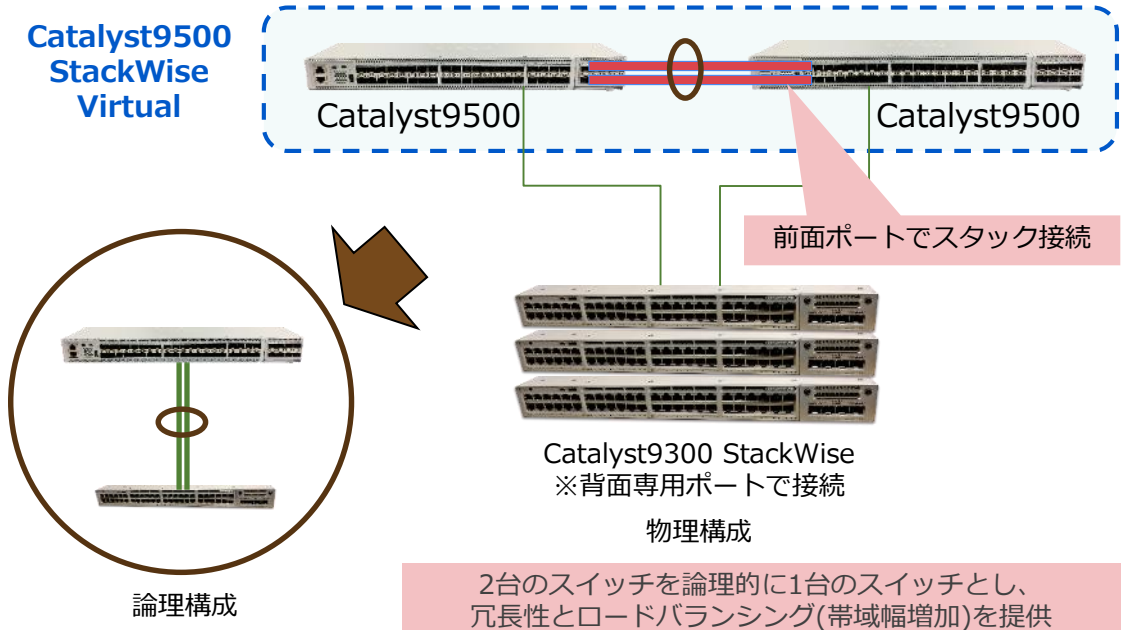 Catalyst9500
StackWise
Virtual
Catalyst9500
Catalyst9500
前面ポートでスタック接続
Catalyst9300 StackWise
※背面専用ポートで接続
物理構成
論理構成
2台のスイッチを論理的に1台のスイッチとし、
冗長性とロードバランシング(帯域幅増加)を提供